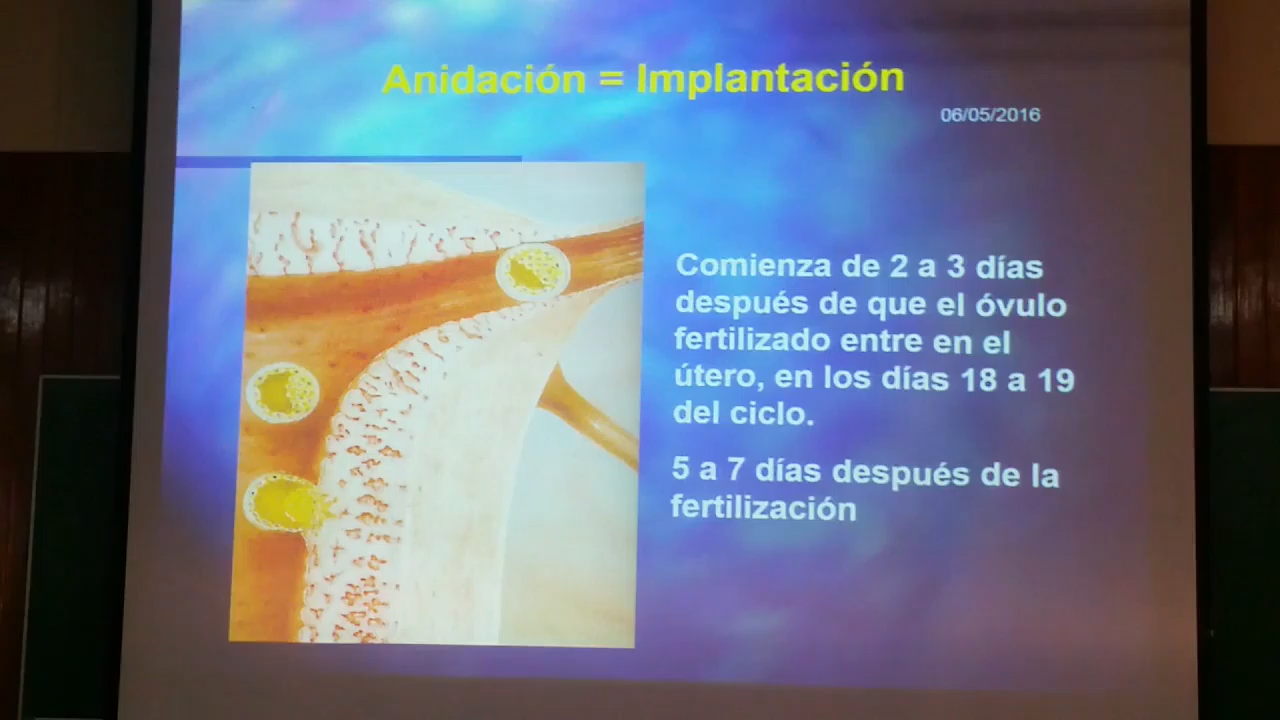 Anidación = Implantación
06/05/2016
Comienza de 2 a 3 días
después de que el óvulo
fertilizado entre en el
útero, en los días 18 a 19
del ciclo.
5 a 7 días después de la
fertilización